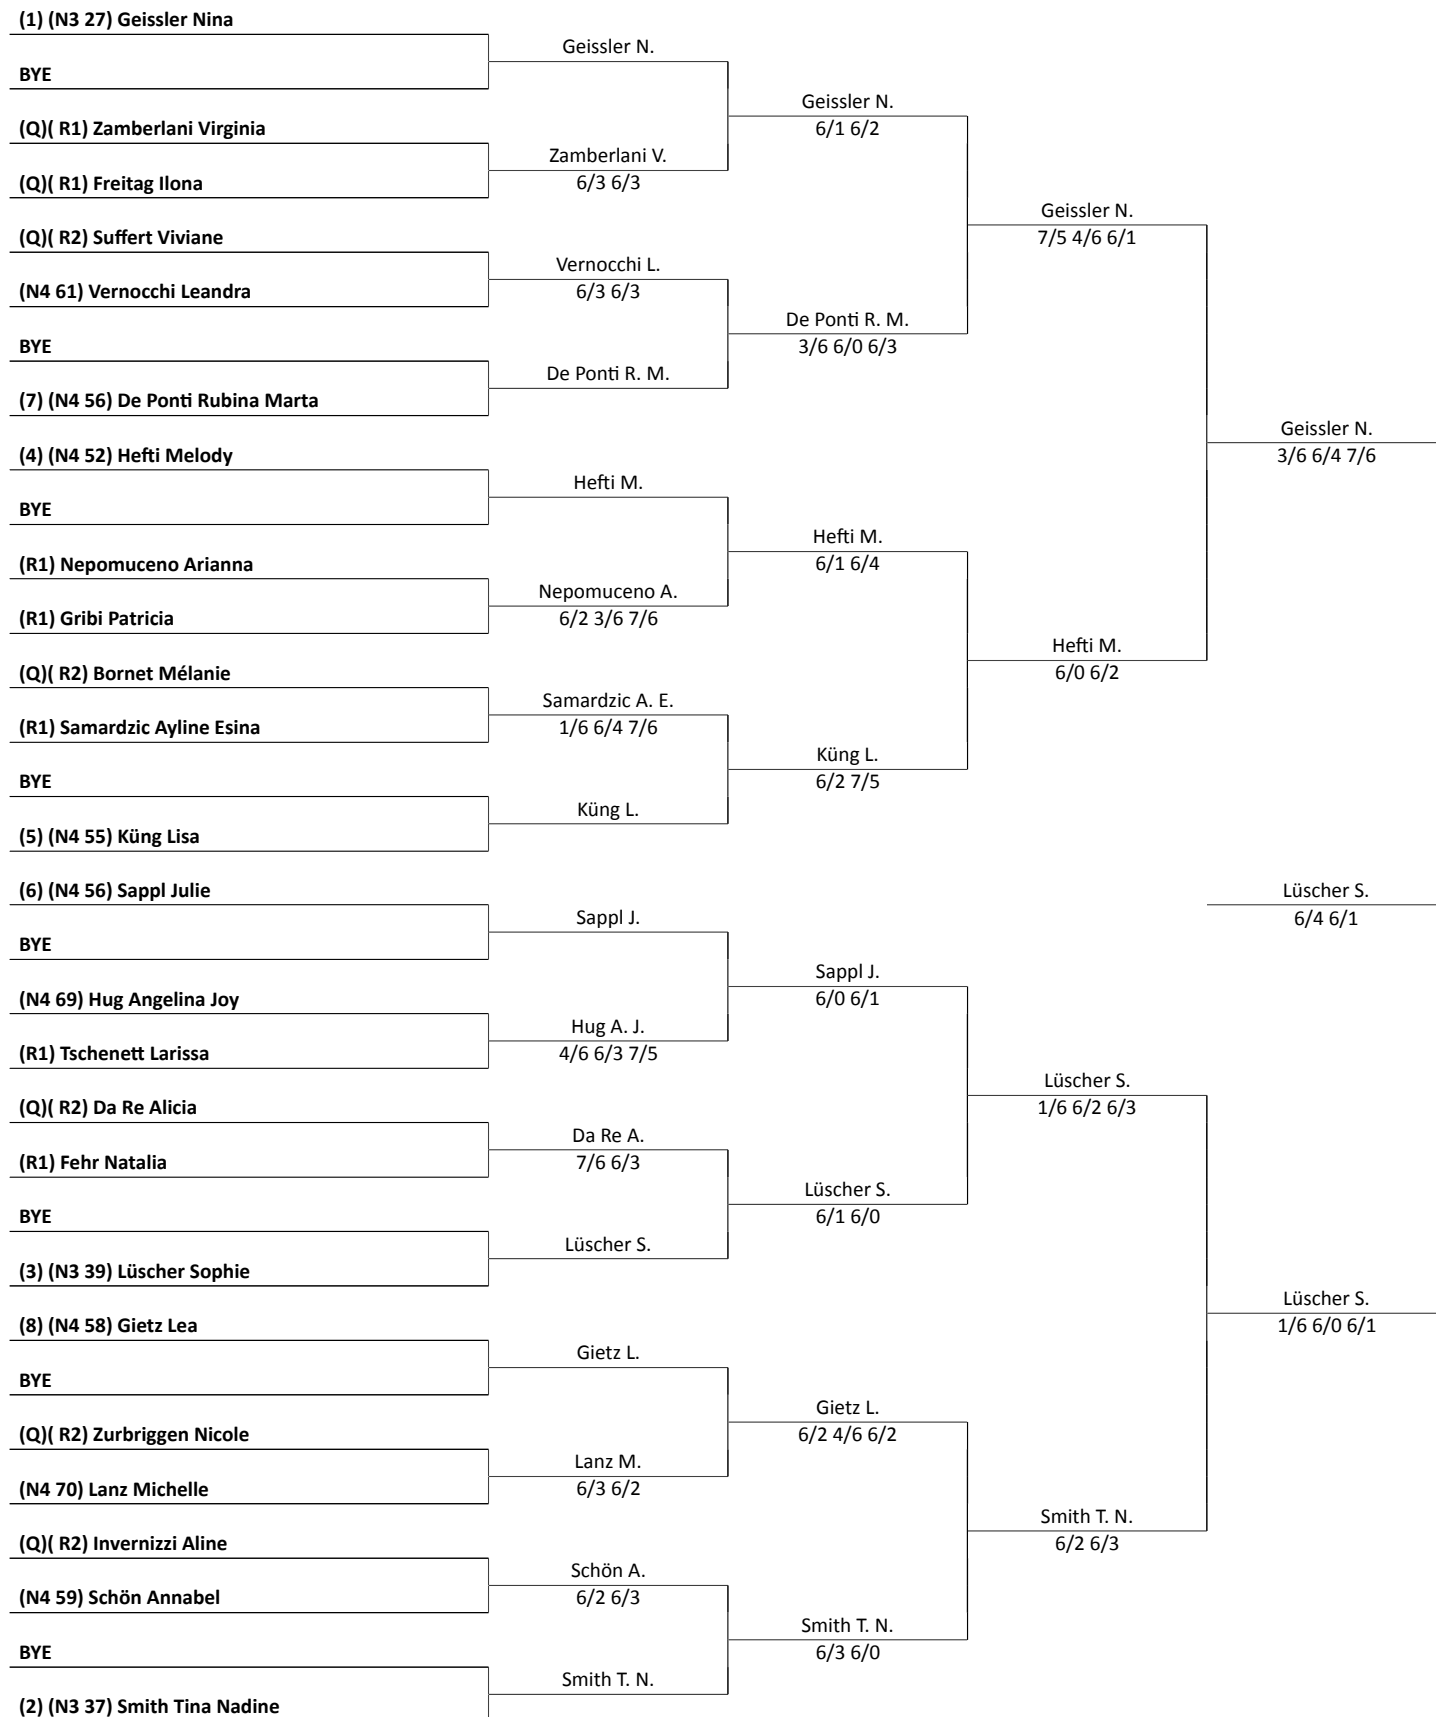 (1) (N3 27) Geissler Nina
BYE
(Q)( R1) Zamberlani Virginia
(Q)( R1) Freitag Ilona
(Q)( R2) Suffert Viviane
(N4 61) Vernocchi Leandra
BYE
(7) (N4 56) De Ponti Rubina Marta
(4) (N4 52) Hefti Melody
BYE
(R1) Nepomuceno Arianna
(R1) Gribi Patricia
(Q)( R2) Bornet Mélanie
(R1) Samardzic Ayline Esina
BYE
(5) (N4 55) Küng Lisa
(6) (N4 56) Sappl Julie
BYE
(N4 69) Hug Angelina Joy
(R1) Tschenett Larissa
(Q)( R2) Da Re Alicia
(R1) Fehr Natalia
BYE
(3) (N3 39) Lüscher Sophie
(8) (N4 58) Gietz Lea
BYE
(Q)( R2) Zurbriggen Nicole
(N4 70) Lanz Michelle
(Q)( R2) Invernizzi Aline
(N4 59) Schön Annabel
BYE
(2) (N3 37) Smith Tina Nadine
Geissler N.
Zamberlani V.
6/3 6/3
Vernocchi L.
6/3 6/3
De Ponti R. M.
Hefti M.
Nepomuceno A.
6/2 3/6 7/6
Samardzic A. E.
1/6 6/4 7/6
Küng L.
Sappl J.
Hug A. J.
4/6 6/3 7/5
Da Re A.
7/6 6/3
Lüscher S.
Gietz L.
Lanz M.
6/3 6/2
Schön A.
6/2 6/3
Smith T. N.
Geissler N.
6/1 6/2
De Ponti R. M.
3/6 6/0 6/3
Hefti M.
6/1 6/4
Küng L.
6/2 7/5
Sappl J.
6/0 6/1
Lüscher S.
6/1 6/0
Gietz L.
6/2 4/6 6/2
Smith T. N.
6/3 6/0
Geissler N.
7/5 4/6 6/1
Hefti M.
6/0 6/2
Lüscher S.
1/6 6/2 6/3
Smith T. N.
6/2 6/3
Geissler N.
3/6 6/4 7/6
Lüscher S.
6/4 6/1
Lüscher S.
1/6 6/0 6/1